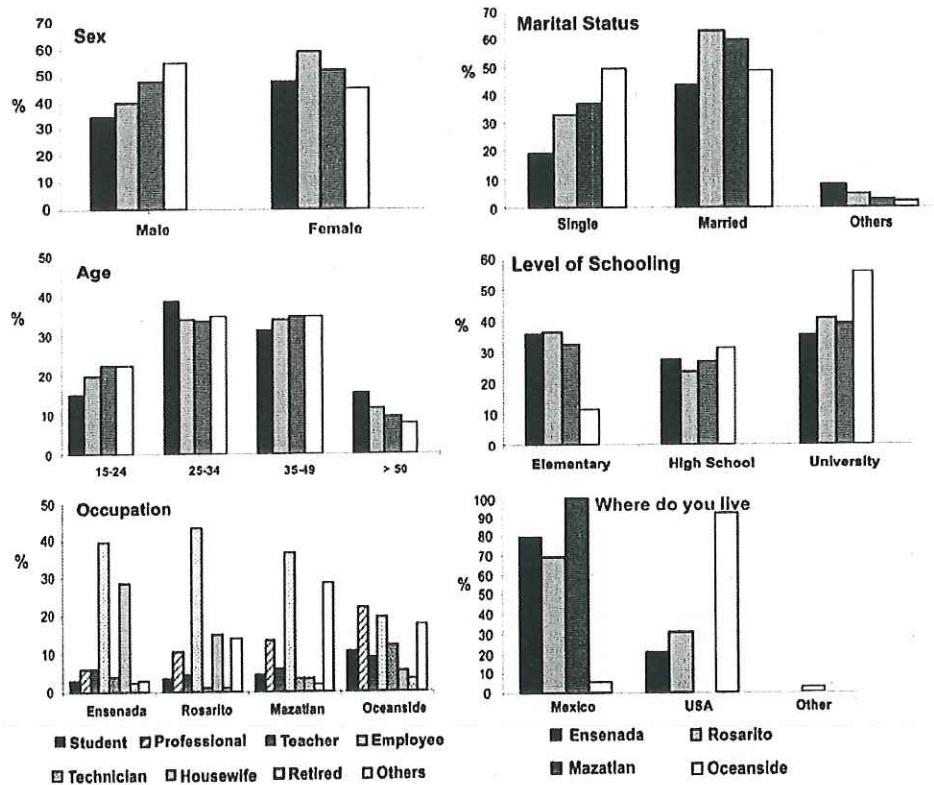 Sex
%
70
60
50
40
30
20
10
0
Male
Female
Marital Status
%
70
60
50
40
30
20
10
0
Single
Married
Others
Age
%
50
40
30
20
10
0
15-24
25-34
35-49
> 50
Level of Schooling
%
60
50
40
30
20
10
0
Elementary
High School
University
Occupation
%
50
40
30
20
10
0
Ensenada
Rosarito
Mazatlan
Oceanside
Student Professional Teacher Employee
Technician Housewife Retired Others
Where do you live
%
100
90
80
70
60
50
40
30
20
10
0
Mexico
USA
Other
Ensenada Rosarito
Mazatlan Oceanside